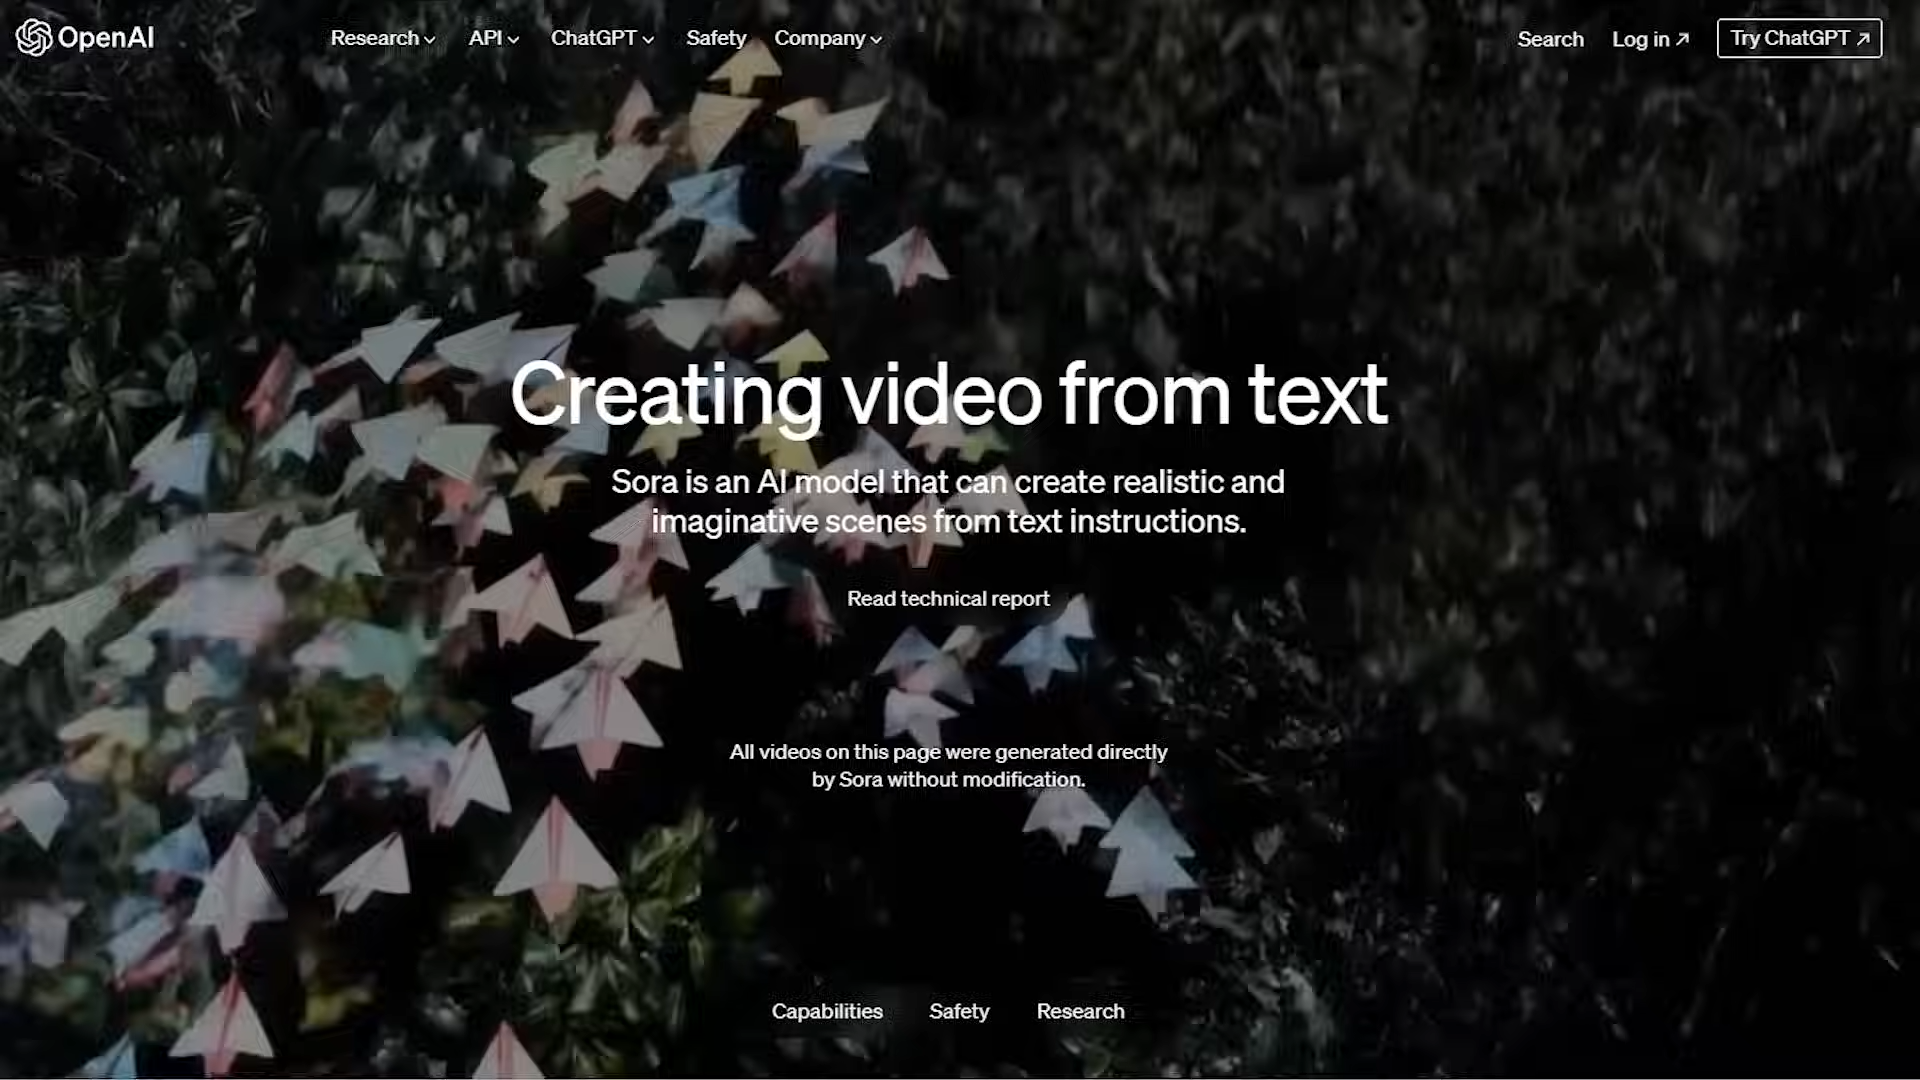 OpenAI
Research
API
ChatGPT
Safety
Company
Search
Log in
Try ChatGPT
Creating video from text
Sora is an AI model that can create realistic and
imaginative scenes from text instructions.
Read technical report
All videos on this page were generated directly
by Sora without modification.
Capabilities
Safety
Research